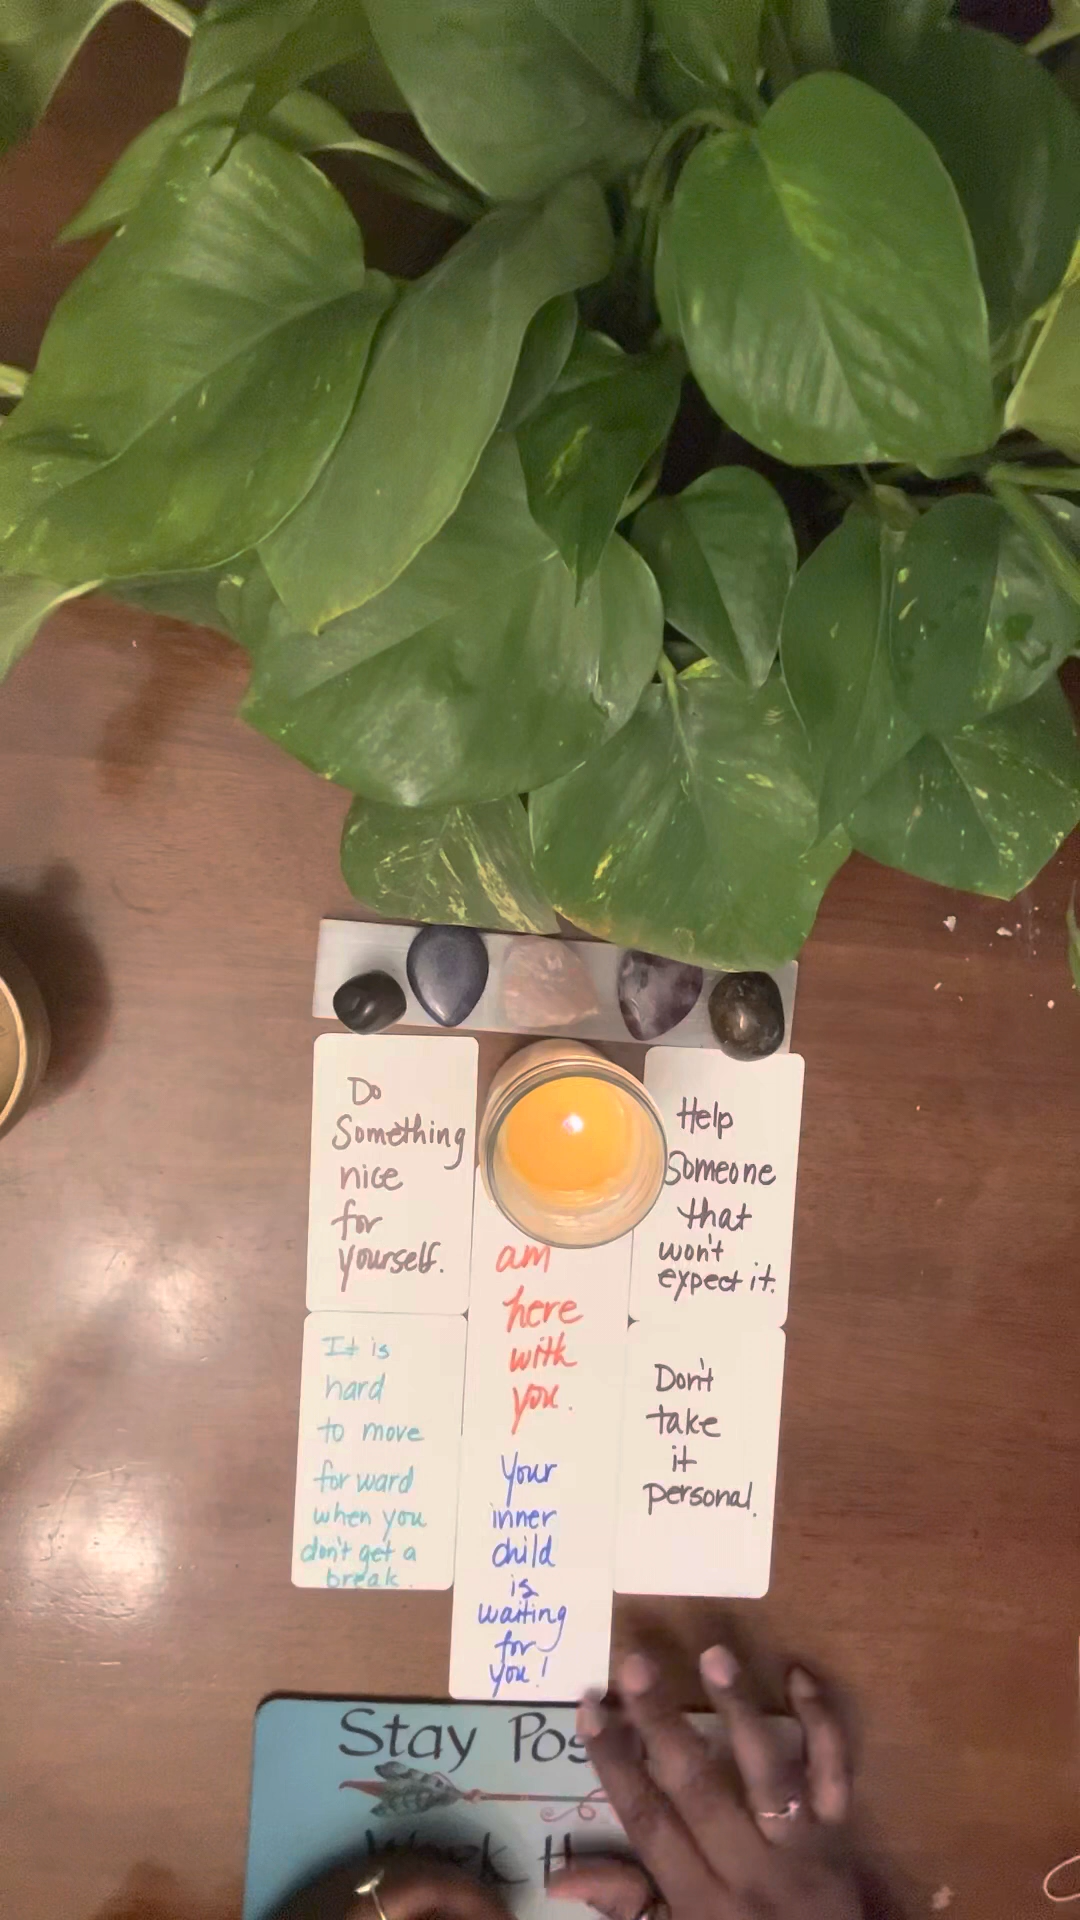 Do
Something
nice
for
yourself.
am
here
with
you.
Help
Someone
that
won't
expect it.
It is
hard
to move
forward
when you
don't get a
break.
Your
inner
child
is
waiting
for
you!
Don't
take
it
personal.
Stay Pos